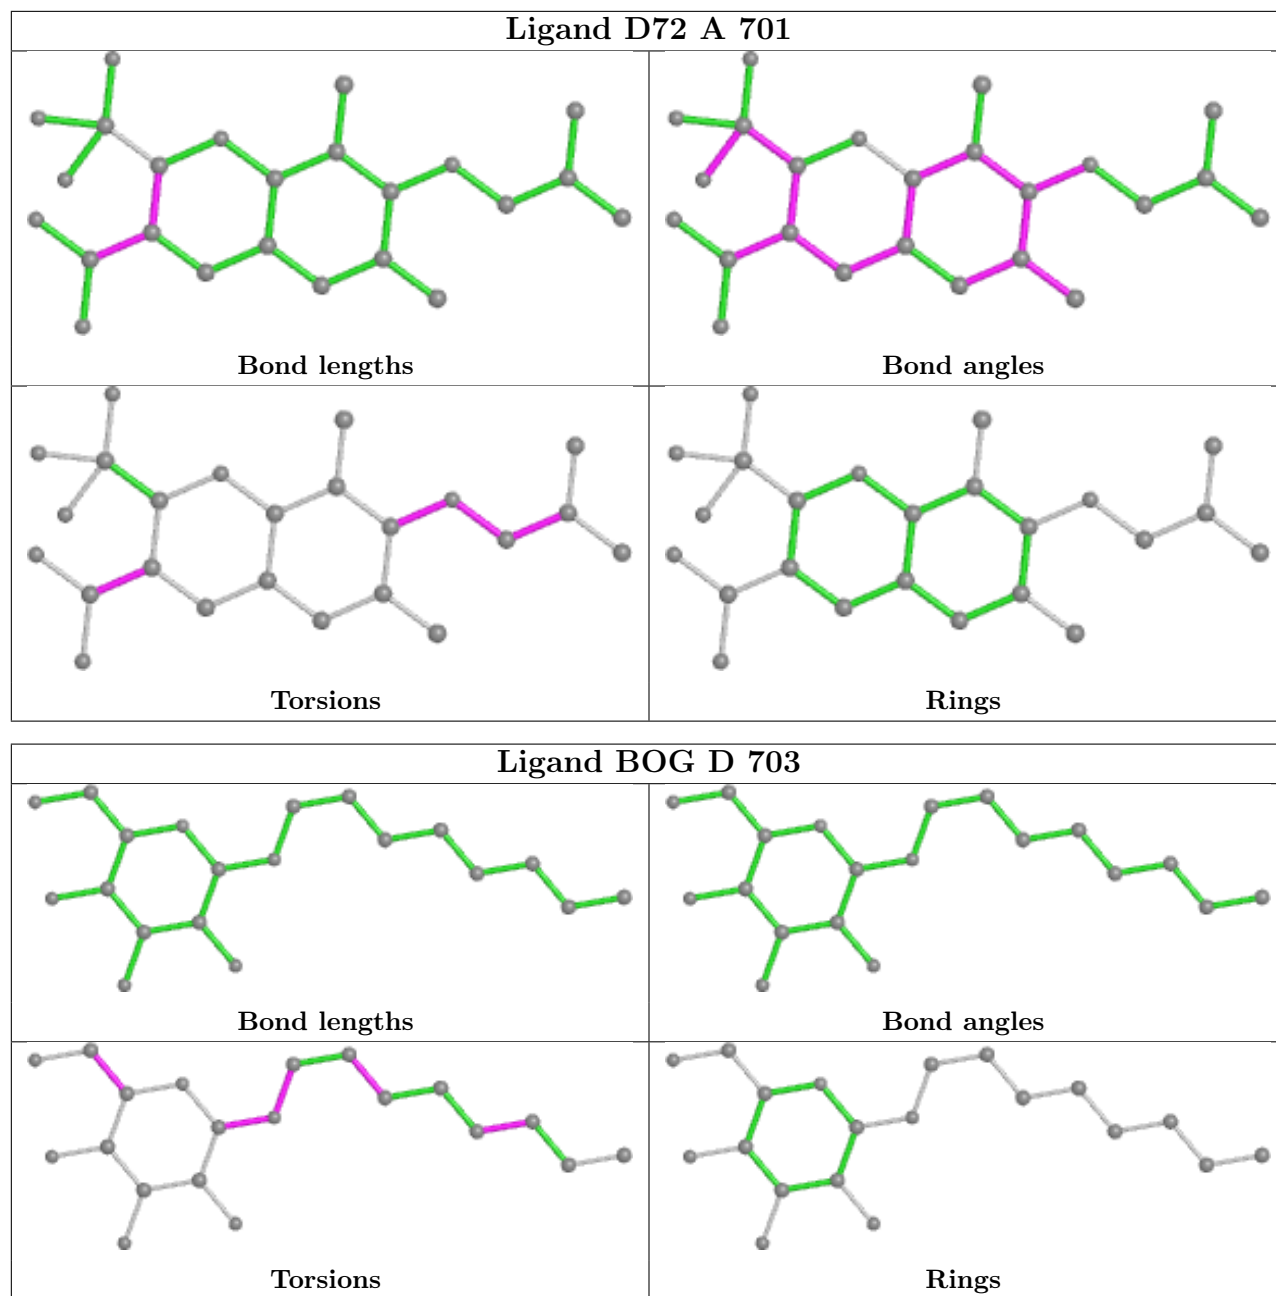 Ligand D72 A 701
Bond lengths
Bond angles
Torsions
Rings
Ligand BOG D 703
Bond lengths
Bond angles
Torsions
Rings